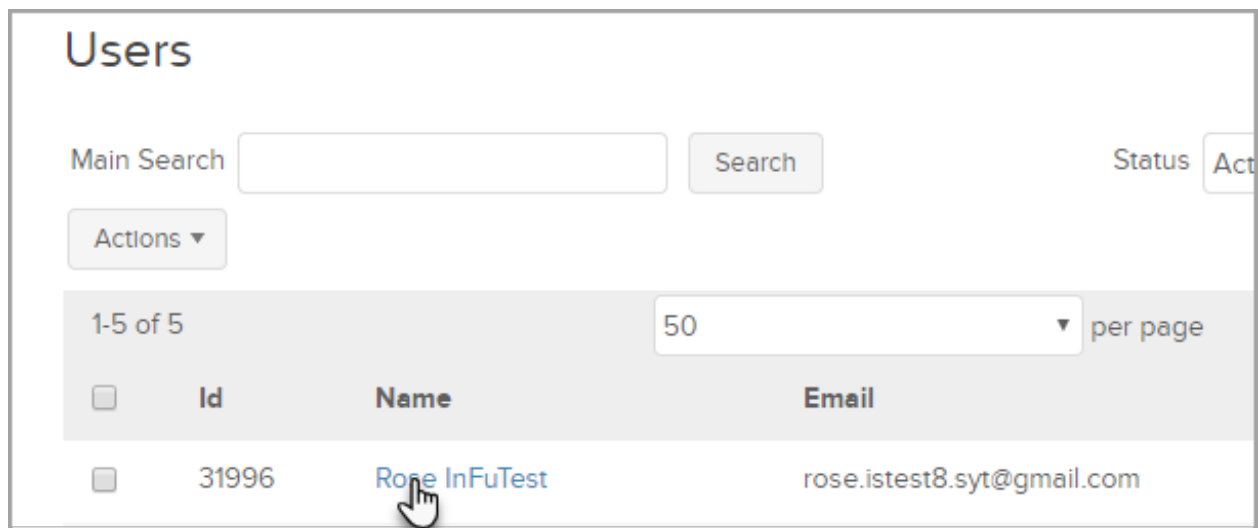 Users
Main Search Search Status Act
Actions ▼
1-5 of 5 50 ▼ per page
Id Name Email
31996 Rose InFuTest rose.istest8.syt@gmail.com